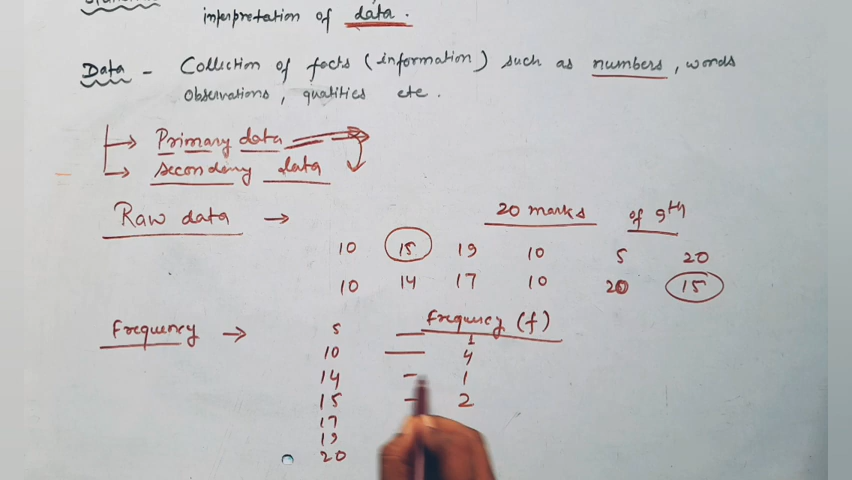 interpretation of data.
Data - Collection of facts (information) such as numbers, words
observations, qualities etc.
Primary data
Secondary data
Raw data → 20 marks of 9th
10 15 19 10 5 20
10 14 17 10 20 15
Frequency → Frequency (f)
5 1
10 4
14 1
15 2
17
19
20